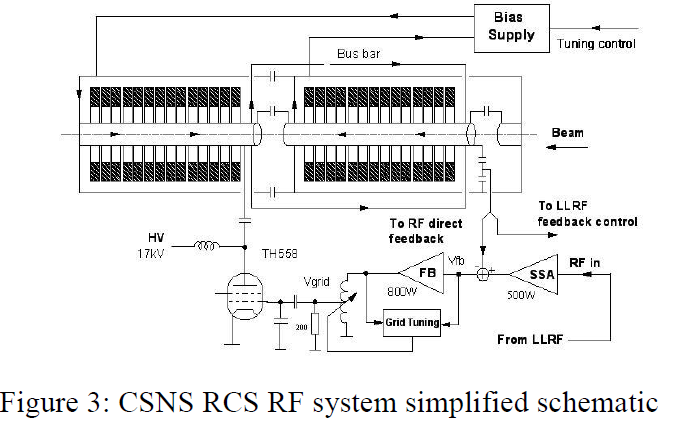 Bias
Supply
Tuning control
Bus bar
Beam
To LLRF
feedback control
To RF direct
feedback
HV
17kV
TH558
Vgrid
Vfb
FB
800W
- +
SSA
500W
RF in
200
Grid Tuning
From LLRF
Figure 3: CSNS RCS RF system simplified schematic